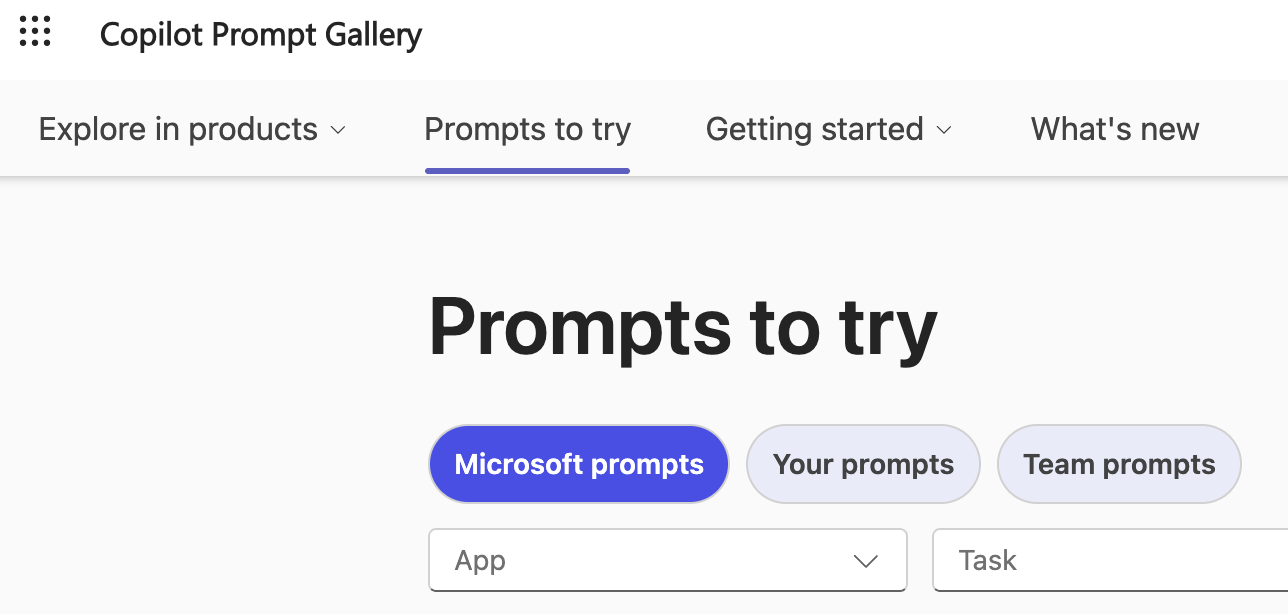 Copilot Prompt Gallery
Explore in products Prompts to try Getting started What's new
Prompts to try
Microsoft prompts Your prompts Team prompts
App Task